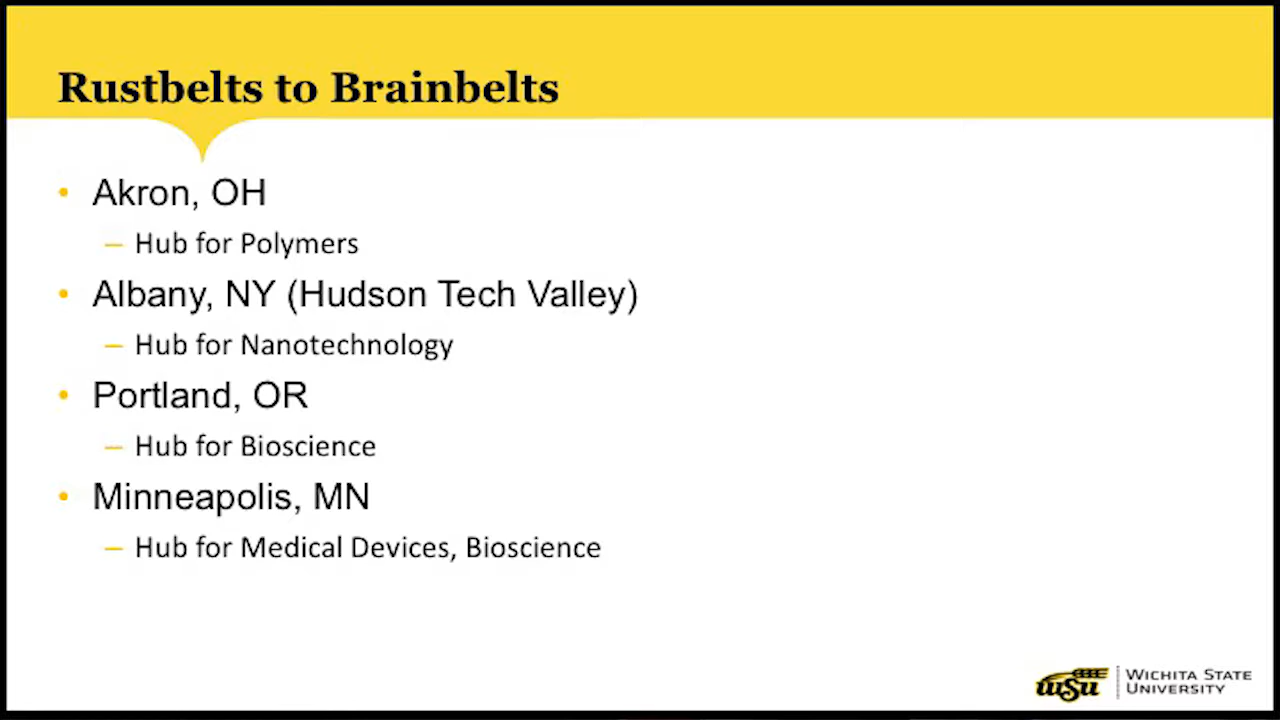 Rustbelts to Brainbelts
• Akron, OH
– Hub for Polymers
• Albany, NY (Hudson Tech Valley)
– Hub for Nanotechnology
• Portland, OR
– Hub for Bioscience
• Minneapolis, MN
– Hub for Medical Devices, Bioscience
WSU
WICHITA STATE
UNIVERSITY